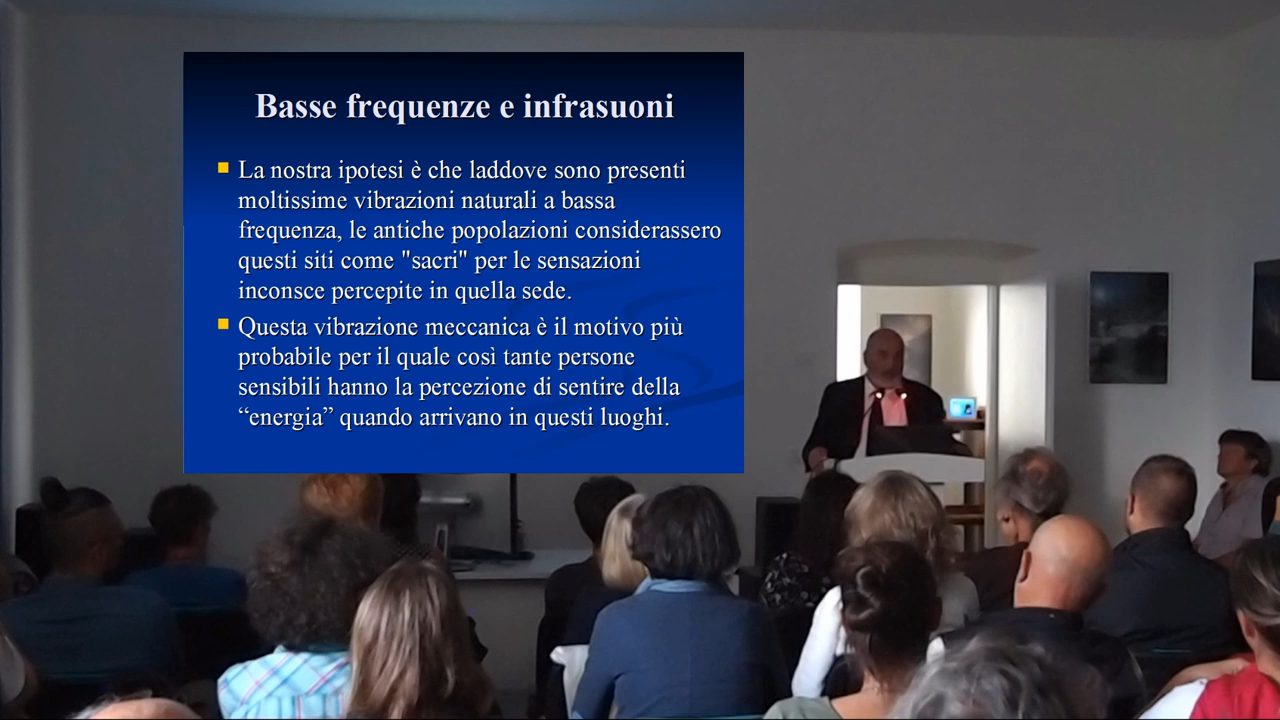 Basse frequenze e infrasuoni
La nostra ipotesi è che laddove sono presenti
moltissime vibrazioni naturali a bassa
frequenza, le antiche popolazioni considerassero
questi siti come "sacri" per le sensazioni
inconsce percepite in quella sede.
Questa vibrazione meccanica è il motivo più
probabile per il quale così tante persone
sensibili hanno la percezione di sentire della
“energia” quando arrivano in questi luoghi.